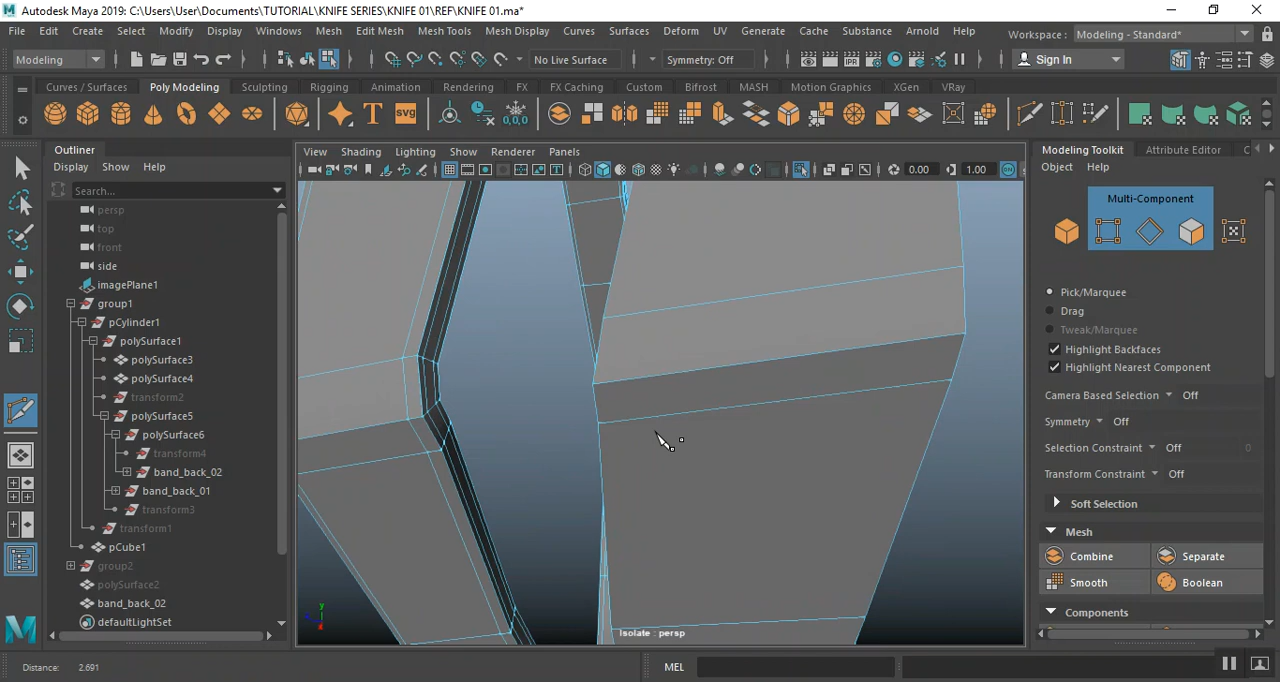 Autodesk Maya 2019: C:\Users\User\Documents\TUTORIAL\KNIFE SERIES\KNIFE 01\REF\KNIFE 01.ma*
File Edit Create Select Modify Display Windows Mesh Edit Mesh Mesh Tools Mesh Display Curves Surfaces Deform UV Generate Cache Substance Arnold Help Workspace : Modeling - Standard*
Modeling No Live Surface Symmetry: Off Sign In
Curves / Surfaces Poly Modeling Sculpting Rigging Animation Rendering FX FX Caching Custom Bifrost MASH Motion Graphics XGen VRay
T SVG 0,0,0
Outliner
Display Show Help
Search...
persp
top
front
side
imagePlane1
group1
pCylinder1
polySurface1
polySurface3
polySurface4
transform2
polySurface5
polySurface6
transform4
band_back_02
band_back_01
transform3
transform1
pCube1
group2
polySurface2
band_back_02
defaultLightSet
View Shading Lighting Show Renderer Panels
0.00 1.00
Isolate : persp
Modeling Toolkit Attribute Editor C
Object Help
Multi-Component
Pick/Marquee
Drag
Tweak/Marquee
Highlight Backfaces
Highlight Nearest Component
Camera Based Selection Off
Symmetry Off
Selection Constraint Off 0
Transform Constraint Off
Soft Selection
Mesh
Combine Separate
Smooth Boolean
Components
Distance: 2.691
MEL